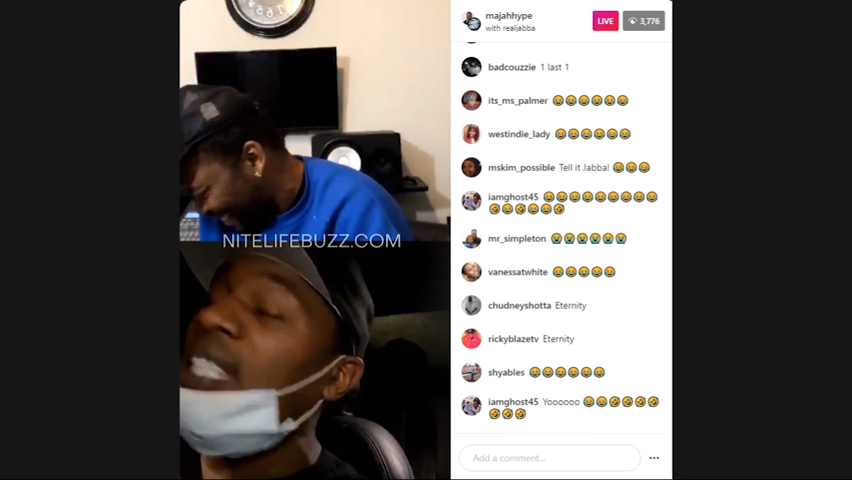 majahhype
with realjabba
LIVE
3,776
badcouzzie 1 last 1
its_ms_palmer 😂😂😂😂😂😂
westindie_lady 😂😂😂😂😂😂
mskim_possible Tell it Jabba! 😂😂😂
iamghost45 😂😂😂😂😂😂😂😂😂
🤣😂🤣😂😂🤣
mr_simpleton 😭😭😭😭😭😭
vanessatwhite 😂😂😂😂😂
chudneyshotta Eternity
rickyblazetv Eternity
shyables 😂😂😂😂😂😂
iamghost45 Yoooooo 😂😂🤣🤣🤣🤣
🤣🤣🤣
Add a comment...
NITELIFEBUZZ.COM